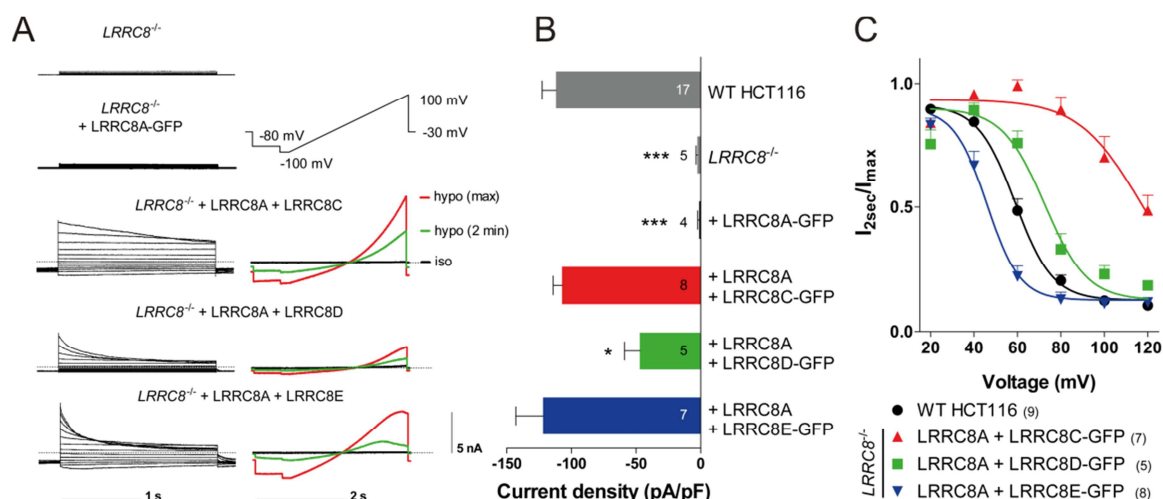 A
LRRC8-/-
LRRC8-/-
+ LRRC8A-GFP
100 mV
-80 mV
-30 mV
-100 mV
LRRC8-/- + LRRC8A + LRRC8C
hypo (max)
hypo (2 min)
iso
LRRC8-/- + LRRC8A + LRRC8D
LRRC8-/- + LRRC8A + LRRC8E
5 nA
1 s
2 s
B
17
WT HCT116
*** 5
LRRC8-/-
*** 4
+ LRRC8A-GFP
8
+ LRRC8A
+ LRRC8C-GFP
* 5
+ LRRC8A
+ LRRC8D-GFP
7
+ LRRC8A
+ LRRC8E-GFP
-150 -100 -50 0
Current density (pA/pF)
C
I2sec/Imax
1.0
0.5
0.0
20 40 60 80 100 120
Voltage (mV)
WT HCT116 (9)
LRRC8-/-
LRRC8A + LRRC8C-GFP (7)
LRRC8A + LRRC8D-GFP (5)
LRRC8A + LRRC8E-GFP (8)